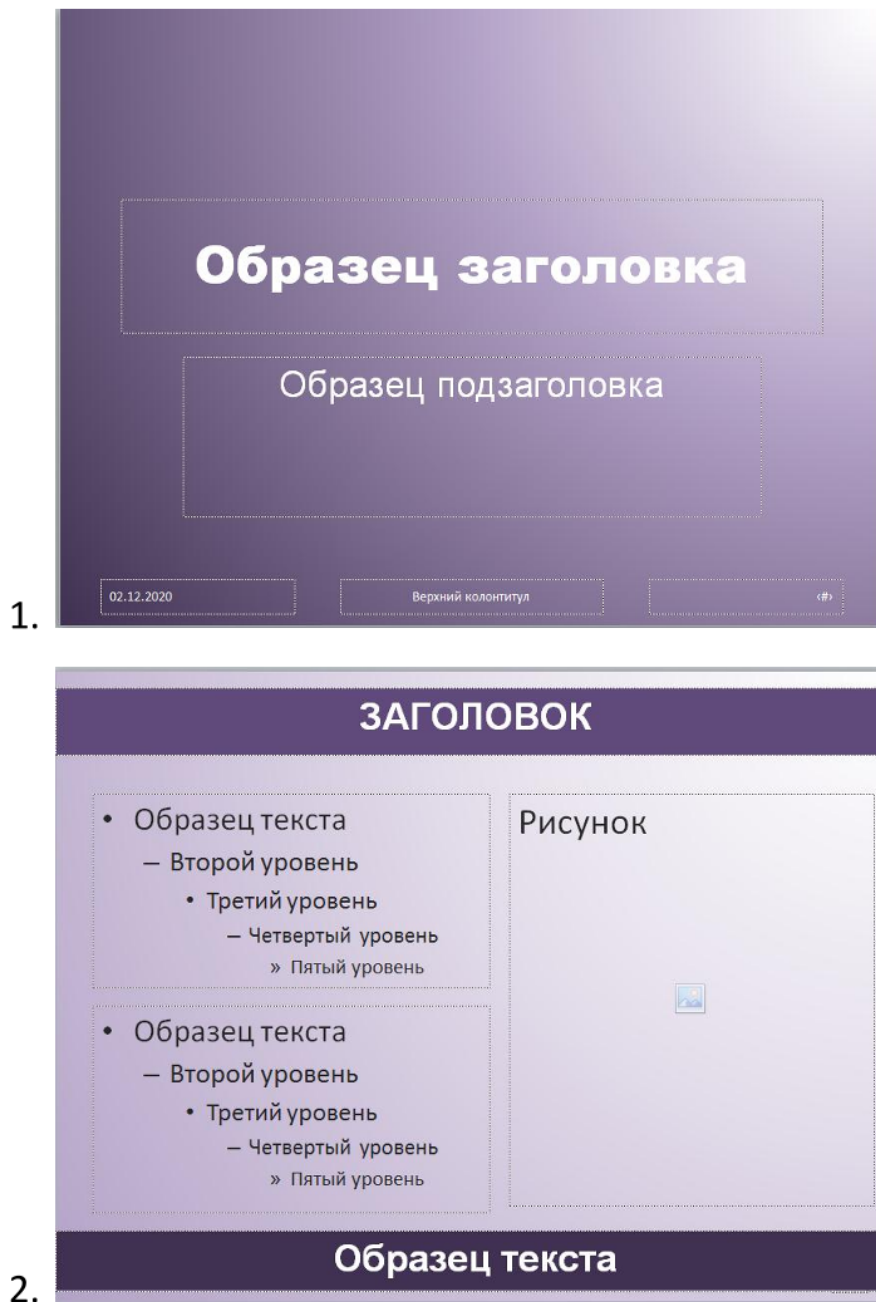 Образец заголовка
Образец подзаголовка
02.12.2020 Верхний колонтитул ‹#›
1.
ЗАГОЛОВОК
• Образец текста
– Второй уровень
• Третий уровень
– Четвертый уровень
» Пятый уровень
Рисунок
• Образец текста
– Второй уровень
• Третий уровень
– Четвертый уровень
» Пятый уровень
Образец текста
2.